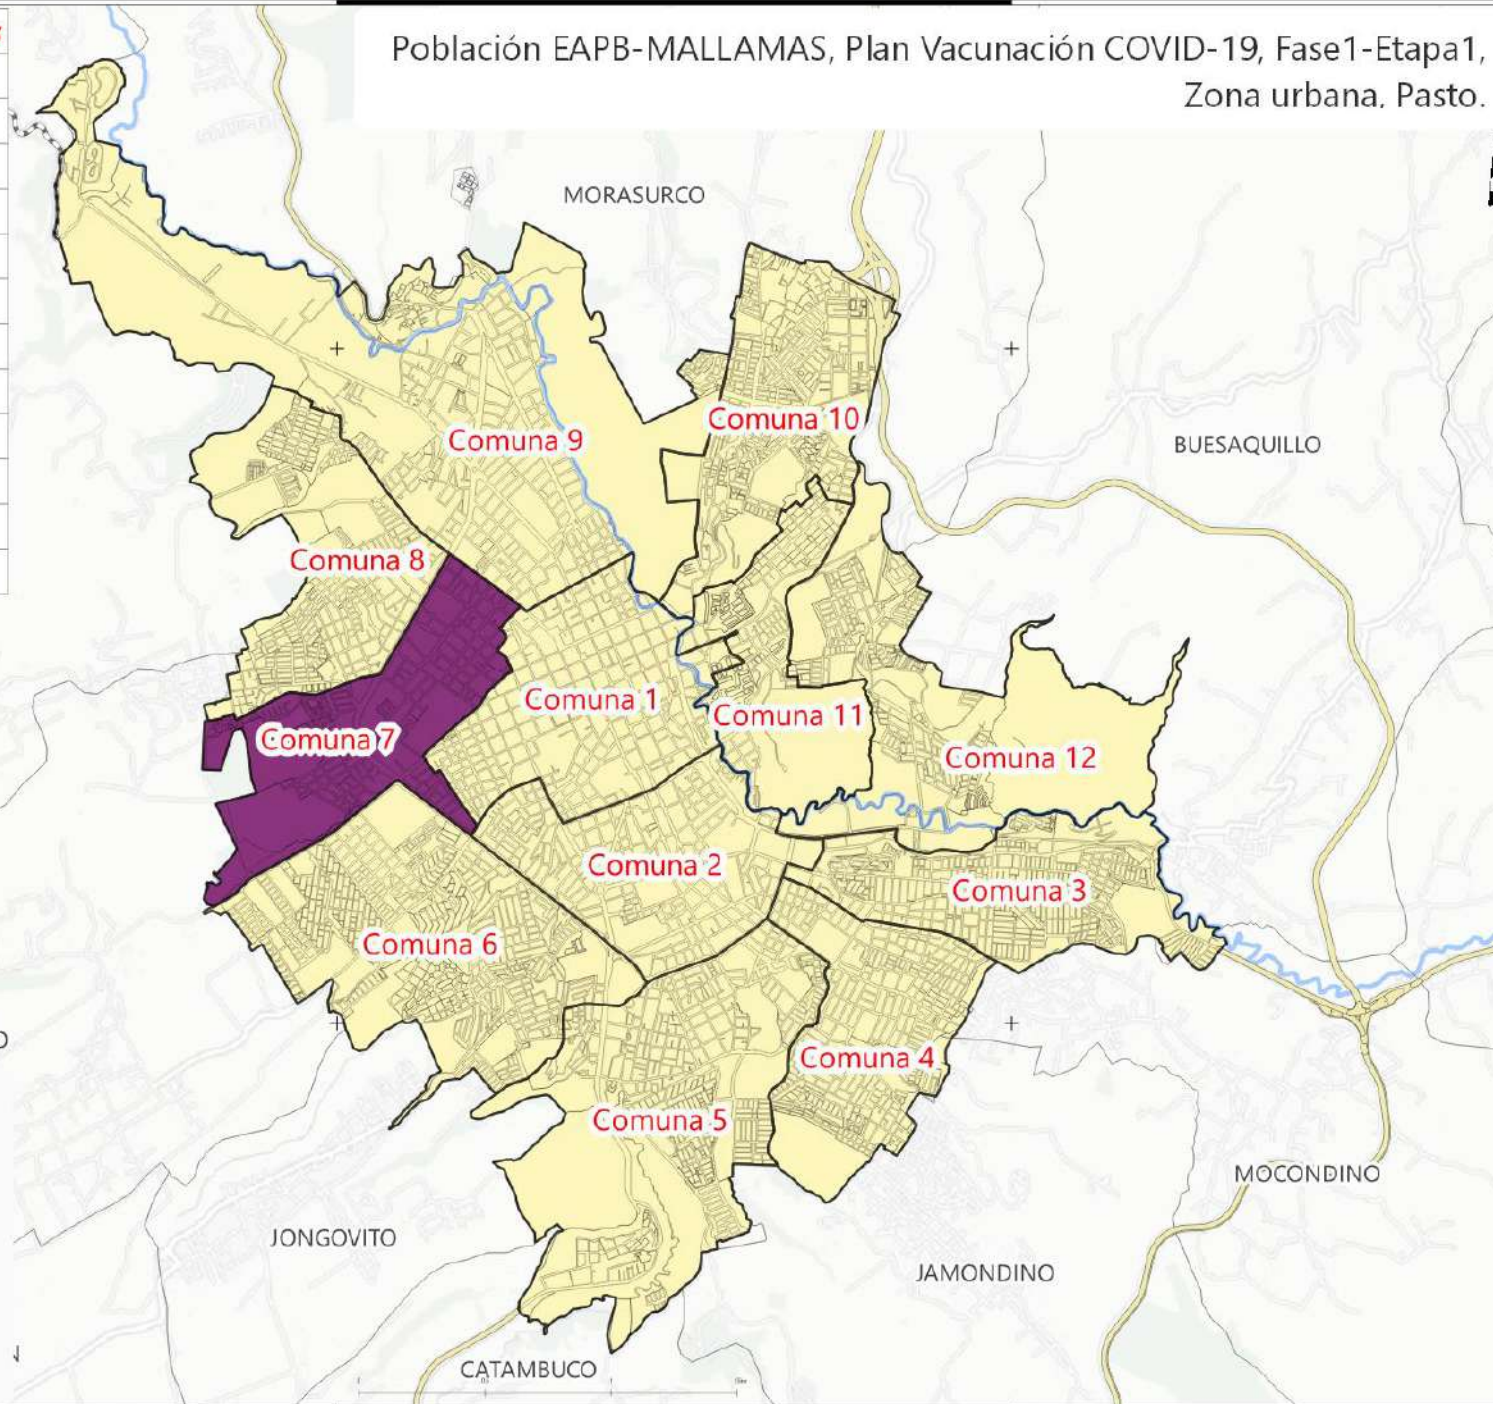 Población EAPB-MALLAMAS, Plan Vacunación COVID-19, Fase1-Etapa1,
Zona urbana, Pasto.
MORASURCO
Comuna 10
Comuna 9
BUESAQUILLO
Comuna 8
Comuna 1
Comuna 11
Comuna 7
Comuna 12
Comuna 2
Comuna 3
Comuna 6
Comuna 4
Comuna 5
MOCONDINO
JONGOVITO
JAMONDINO
CATAMBUCO